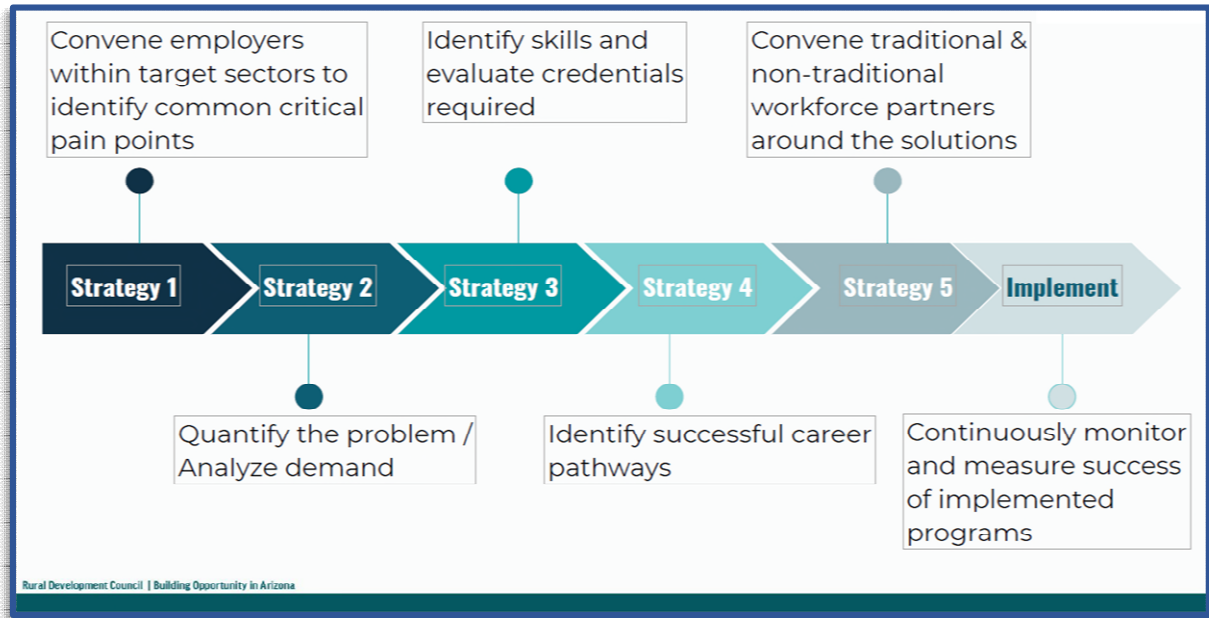 Convene employers
within target sectors to
identify common critical
pain points
Identify skills and
evaluate credentials
required
Convene traditional &
non-traditional
workforce partners
around the solutions
Strategy 1
Strategy 2
Strategy 3
Strategy 4
Strategy 5
Implement
Quantify the problem /
Analyze demand
Identify successful career
pathways
Continuously monitor
and measure success
of implemented
programs
Rural Development Council | Building Opportunity in Arizona